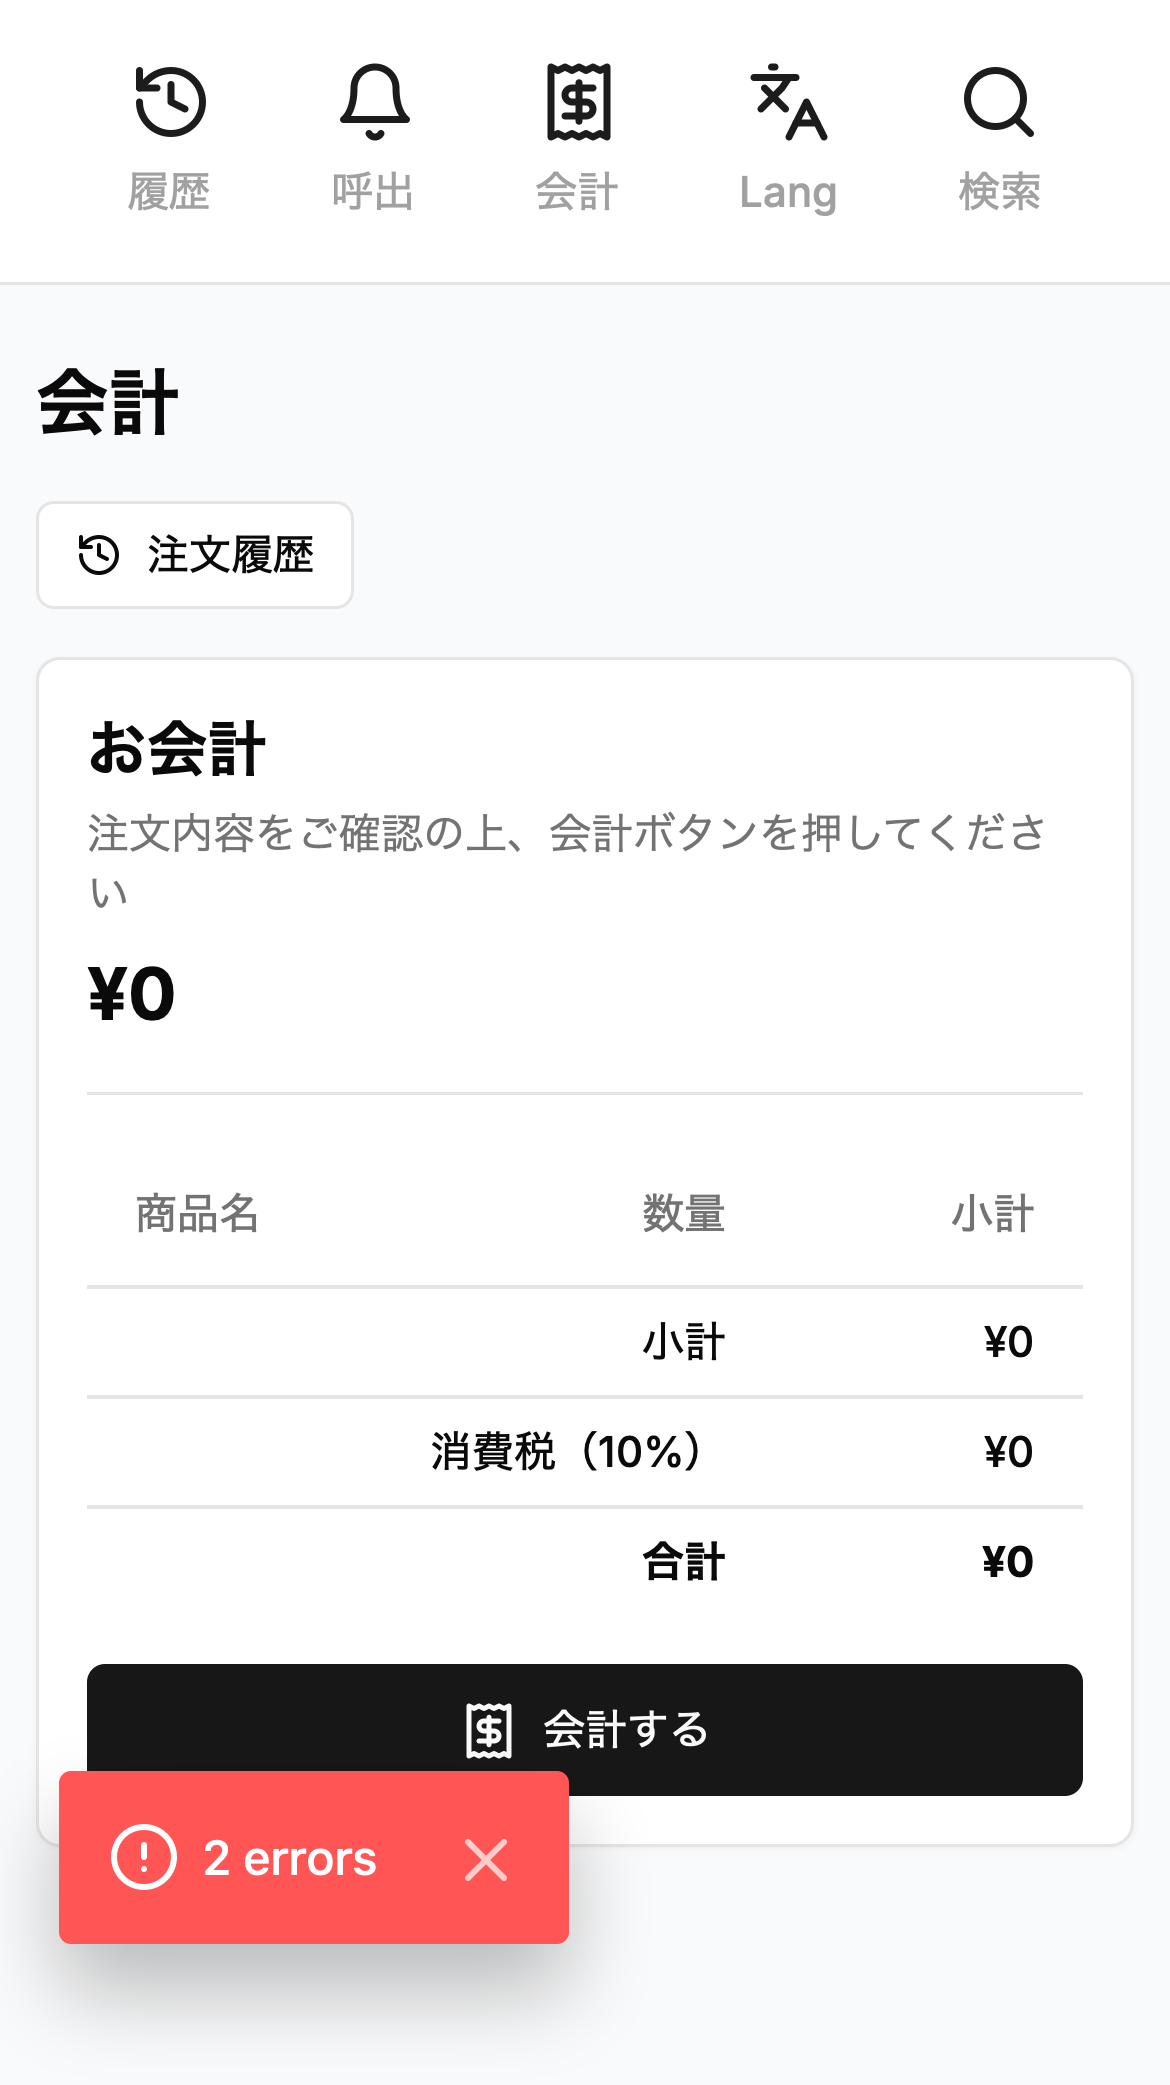 履歴
呼出
会計
Lang
検索
会計
注文履歴
お会計
注文内容をご確認の上、会計ボタンを押してくださ
い
¥0
商品名 数量 小計
小計 ¥0
消費税（10%） ¥0
合計 ¥0
会計する
2 errors